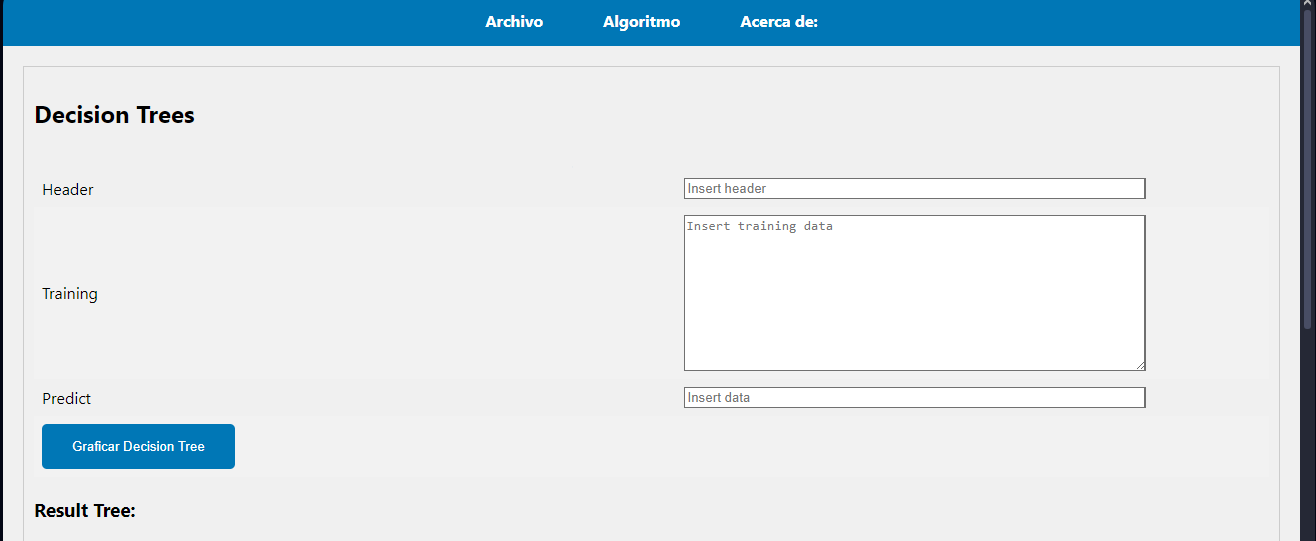 Archivo Algoritmo Acerca de:
Decision Trees
Header Insert header
Insert training data
Training
Predict Insert data
Graficar Decision Tree
Result Tree: